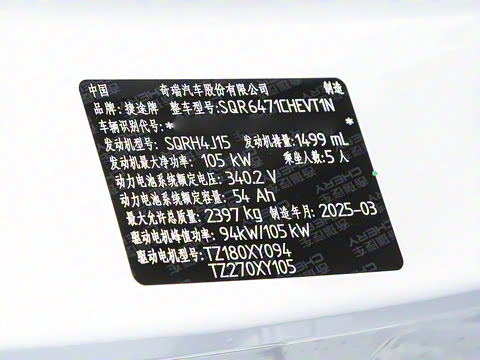 中国 奇瑞汽车股份有限公司 制造
品牌: 捷途牌 整车型号: SQR6471CHEVT1N
车辆识别代号: * *
发动机型号: SQRH4J15 发动机排量: 1499 mL
发动机最大净功率: 105 kW 乘坐人数: 5 人
动力电池系统额定电压: 340.2 V
动力电池系统额定容量: 54 Ah
最大允许总质量: 2397 kg 制造年月: 2025-03
驱动电机峰值功率: 94kW/105 kW
驱动电机型号: TZ180XY094
TZ270XY105